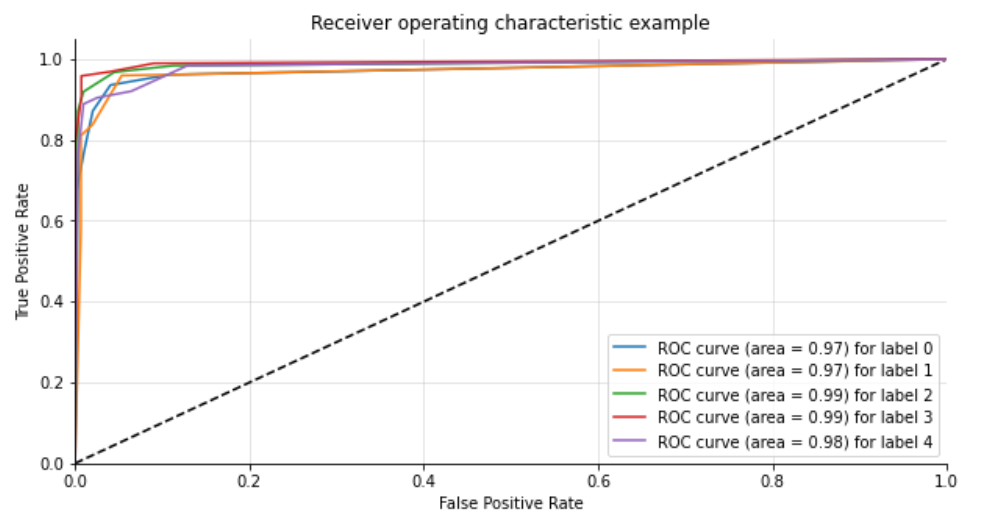 Receiver operating characteristic example
True Positive Rate
1.0
0.8
0.6
0.4
0.2
0.0
ROC curve (area = 0.97) for label 0
ROC curve (area = 0.97) for label 1
ROC curve (area = 0.99) for label 2
ROC curve (area = 0.99) for label 3
ROC curve (area = 0.98) for label 4
0.0 0.2 0.4 0.6 0.8 1.0
False Positive Rate